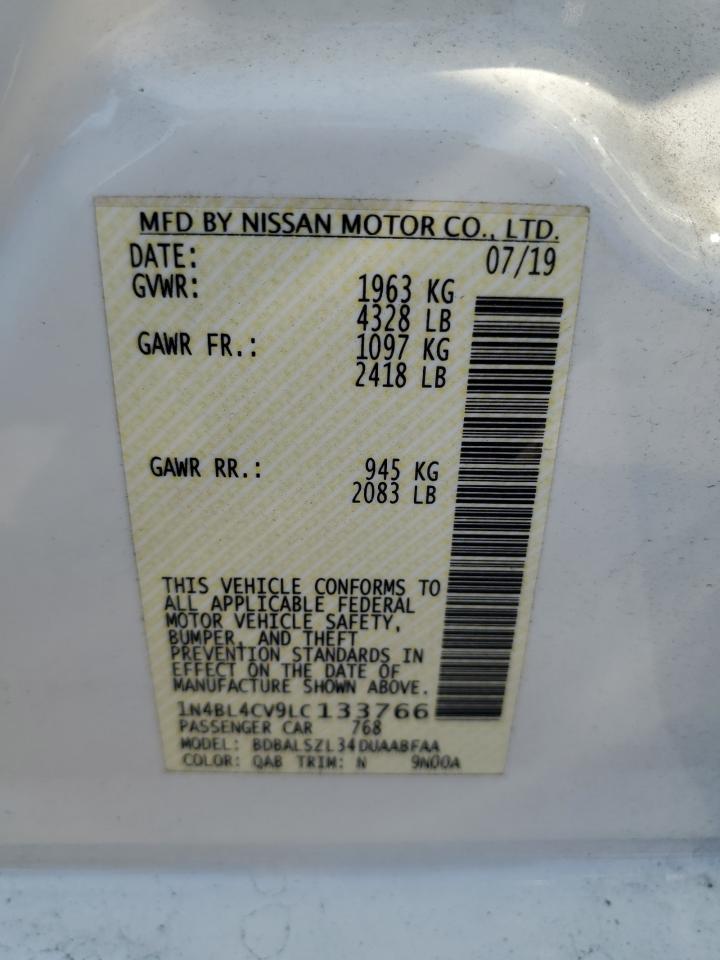 MFD BY NISSAN MOTOR CO., LTD.
DATE: 07/19
GVWR: 1963 KG
4328 LB
GAWR FR.: 1097 KG
2418 LB
GAWR RR.: 945 KG
2083 LB
THIS VEHICLE CONFORMS TO
ALL APPLICABLE FEDERAL
MOTOR VEHICLE SAFETY,
BUMPER, AND THEFT
PREVENTION STANDARDS IN
EFFECT ON THE DATE OF
MANUFACTURE SHOWN ABOVE.
1N4BL4CV9LC133766
PASSENGER CAR 768
MODEL: BDBALSZL34DUAABFAA
COLOR: QAB TRIM: N 9N00A